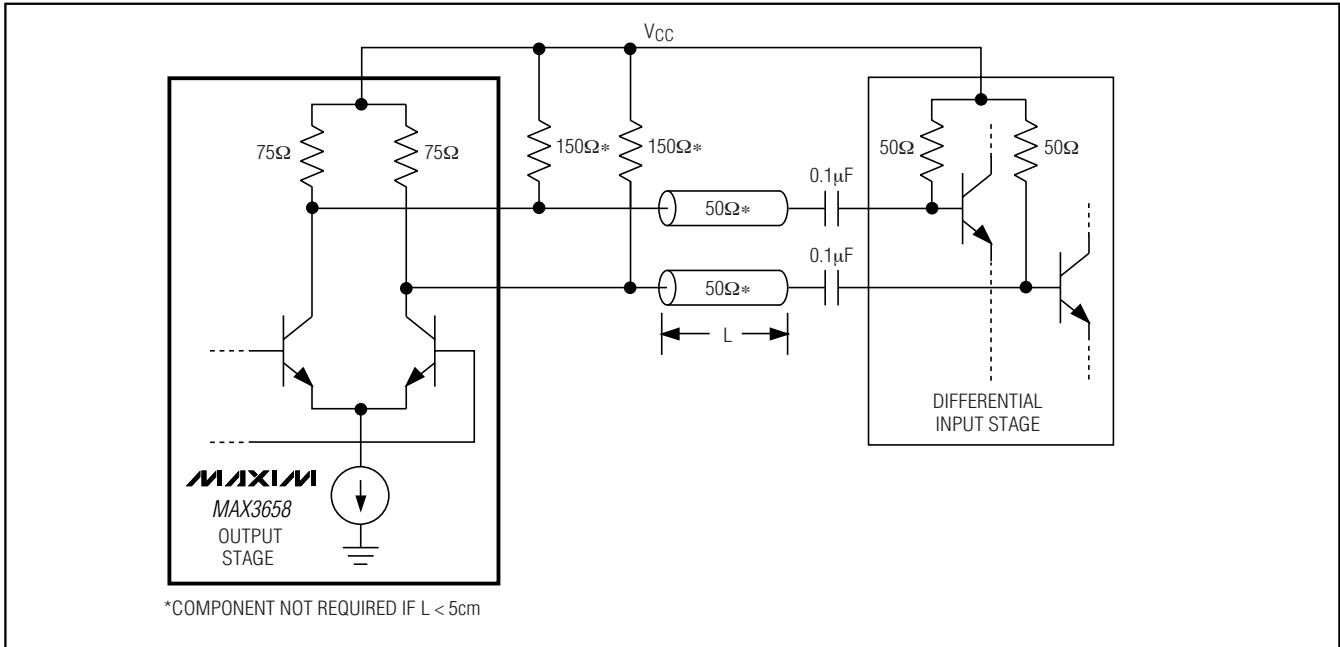 VCC
75Ω
75Ω
150Ω*
150Ω*
50Ω
50Ω
0.1μF
50Ω*
0.1μF
50Ω*
L
DIFFERENTIAL
INPUT STAGE
MAXIM
MAX3658
OUTPUT
STAGE
*COMPONENT NOT REQUIRED IF L < 5cm